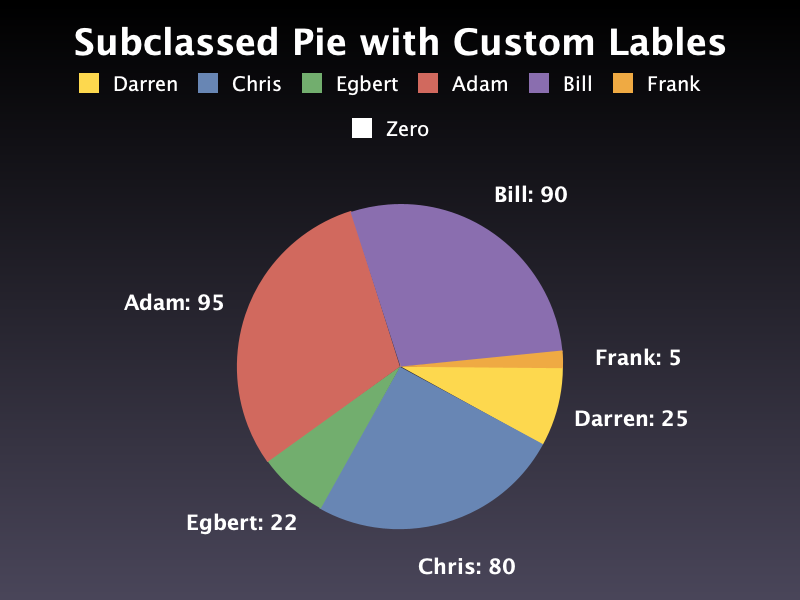 Subclassed Pie with Custom Lables
Darren Chris Egbert Adam Bill Frank
Zero
Bill: 90
Adam: 95
Frank: 5
Darren: 25
Egbert: 22
Chris: 80